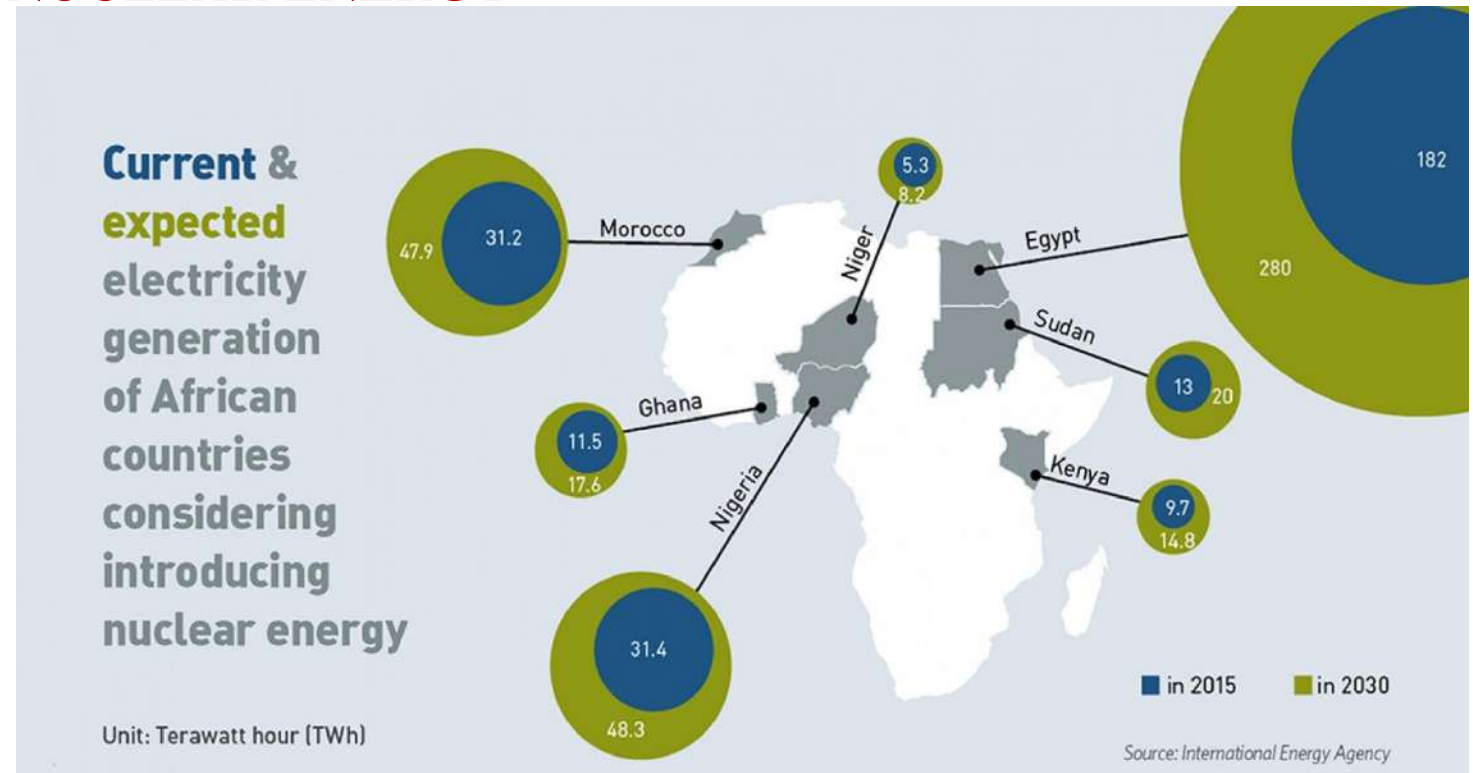 Current &
expected
electricity
generation
of African
countries
considering
introducing
nuclear energy
Unit: Terawatt hour (TWh)
47.9
31.2
Morocco
5.3
8.2
Niger
Egypt
182
280
Sudan
13
20
Ghana
11.5
17.6
Nigeria
31.4
48.3
Kenya
9.7
14.8
in 2015
in 2030
Source: International Energy Agency